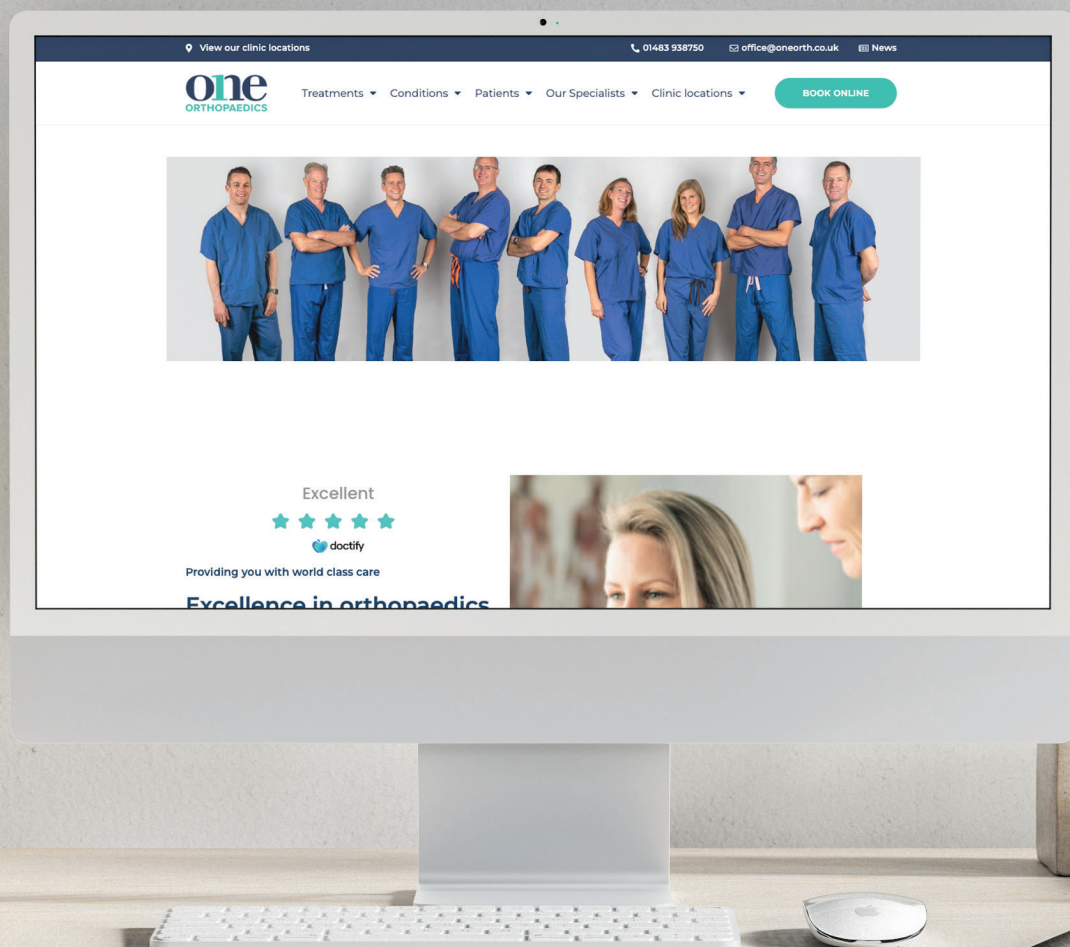 View our clinic locations
01483 938750
office@oneorth.co.uk
News
one
ORTHOPAEDICS
Treatments
Conditions
Patients
Our Specialists
Clinic locations
BOOK ONLINE
Excellent
doctify
Providing you with world class care
Excellence in orthopaedics